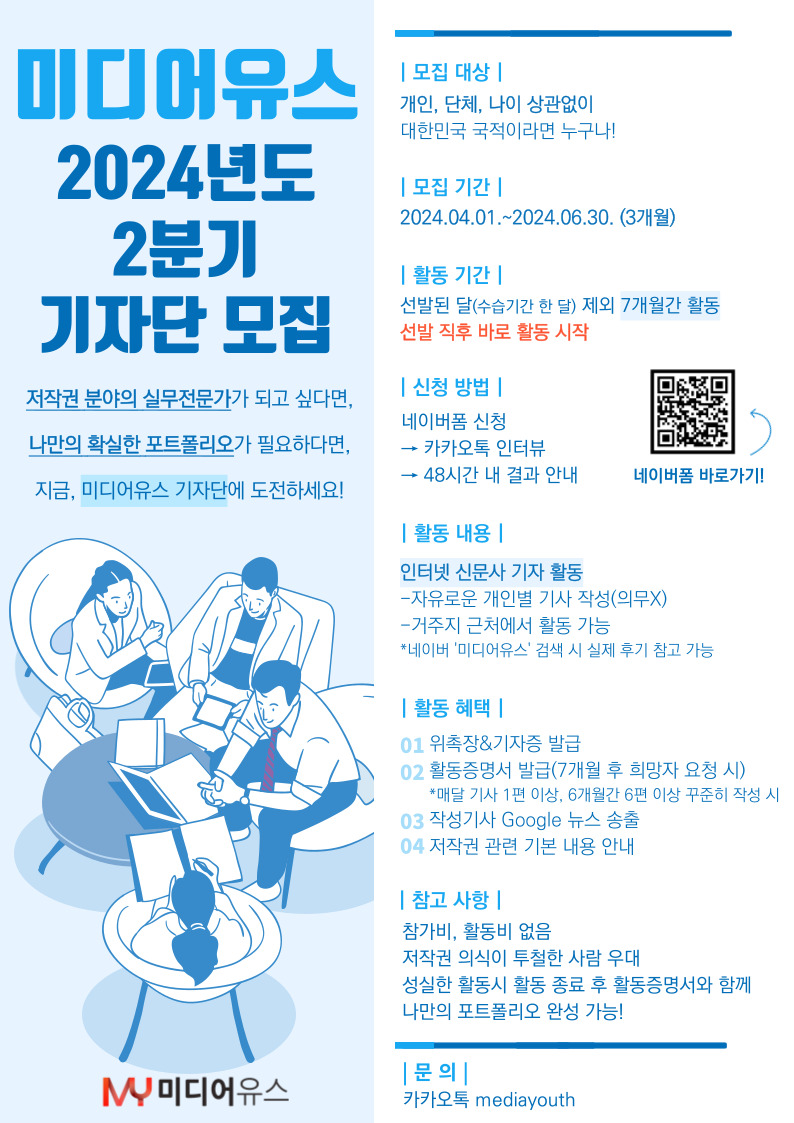 미디어유스
2024년도
2분기
기자단 모집
저작권 분야의 실무전문가가 되고 싶다면,
나만의 확실한 포트폴리오가 필요하다면,
지금, 미디어유스 기자단에 도전하세요!
MY 미디어유스
| 모집 대상 |
개인, 단체, 나이 상관없이
대한민국 국적이라면 누구나!
| 모집 기간 |
2024.04.01.~2024.06.30. (3개월)
| 활동 기간 |
선발된 달(수습기간 한 달) 제외 7개월간 활동
선발 직후 바로 활동 시작
| 신청 방법 |
네이버폼 신청
→ 카카오톡 인터뷰
→ 48시간 내 결과 안내
네이버폼 바로가기!
| 활동 내용 |
인터넷 신문사 기자 활동
-자유로운 개인별 기사 작성(의무X)
-거주지 근처에서 활동 가능
*네이버 '미디어유스' 검색 시 실제 후기 참고 가능
| 활동 혜택 |
01 위촉장&기자증 발급
02 활동증명서 발급(7개월 후 희망자 요청 시)
*매달 기사 1편 이상, 6개월간 6편 이상 꾸준히 작성 시
03 작성기사 Google 뉴스 송출
04 저작권 관련 기본 내용 안내
| 참고 사항 |
참가비, 활동비 없음
저작권 의식이 투철한 사람 우대
성실한 활동시 활동 종료 후 활동증명서와 함께
나만의 포트폴리오 완성 가능!
| 문 의 |
카카오톡 mediayouth